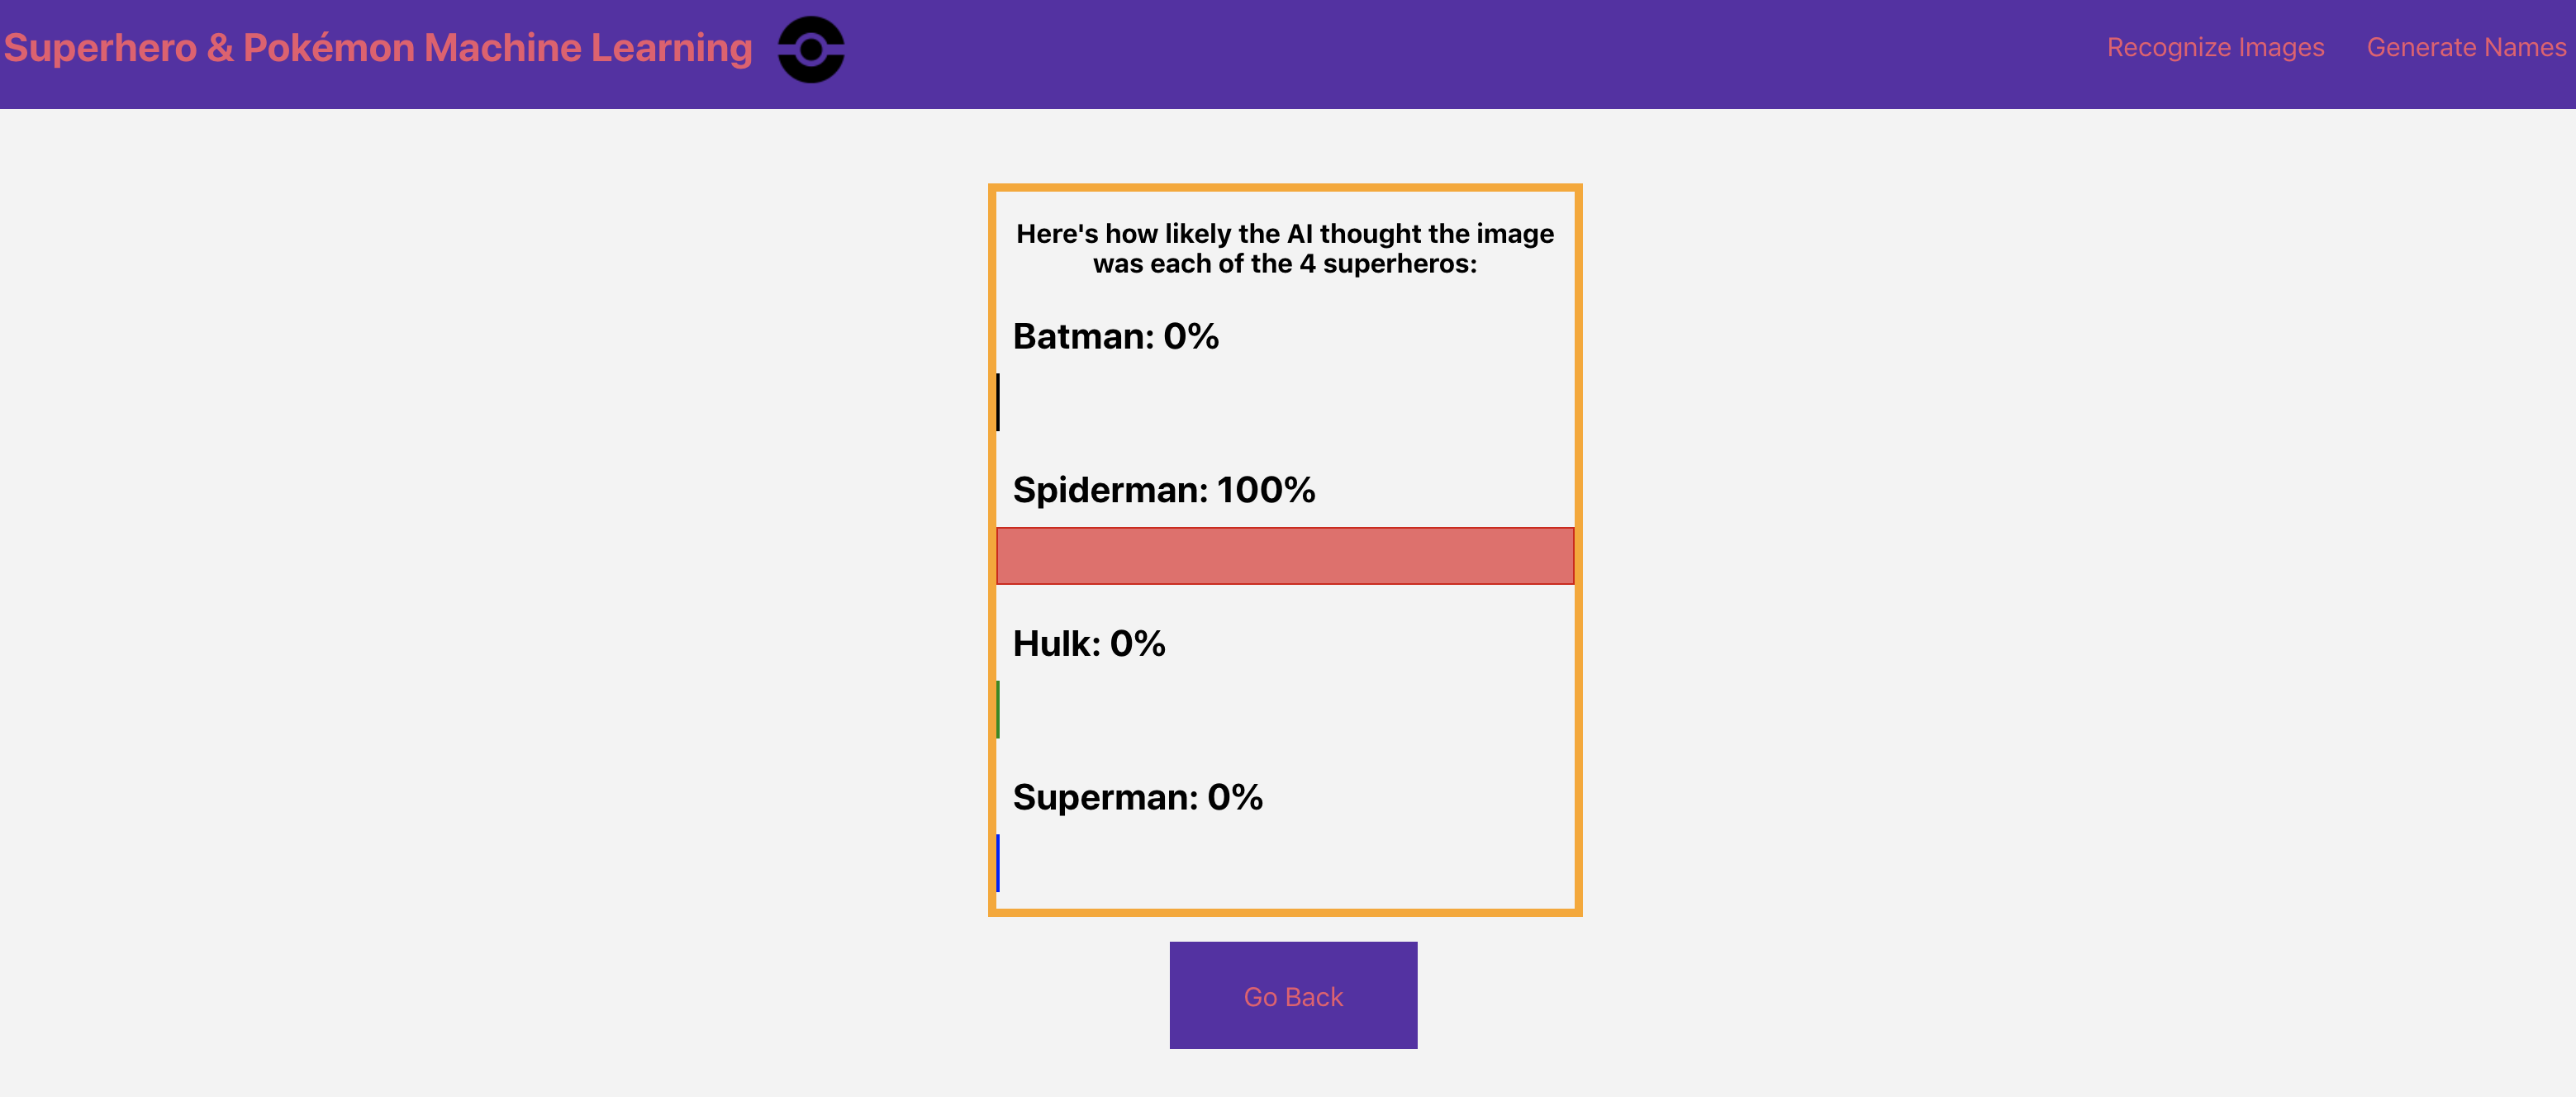 Superhero & Pokémon Machine Learning
Recognize Images
Generate Names
Here's how likely the AI thought the image
was each of the 4 superheros:
Batman: 0%
Spiderman: 100%
Hulk: 0%
Superman: 0%
Go Back